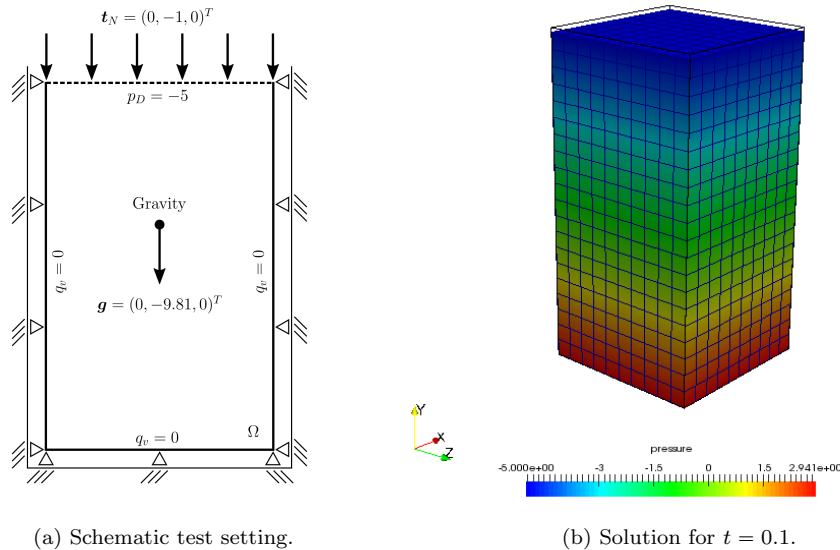 t_N = (0, -1, 0)^T
p_D = -5
Gravity
q_v = 0
q_v = 0
g = (0, -9.81, 0)^T
q_v = 0
Ω
Y
X
Z
pressure
-5.000e+00 -3 -1.5 0 1.5 2.941e+00
(a) Schematic test setting.
(b) Solution for t = 0.1.